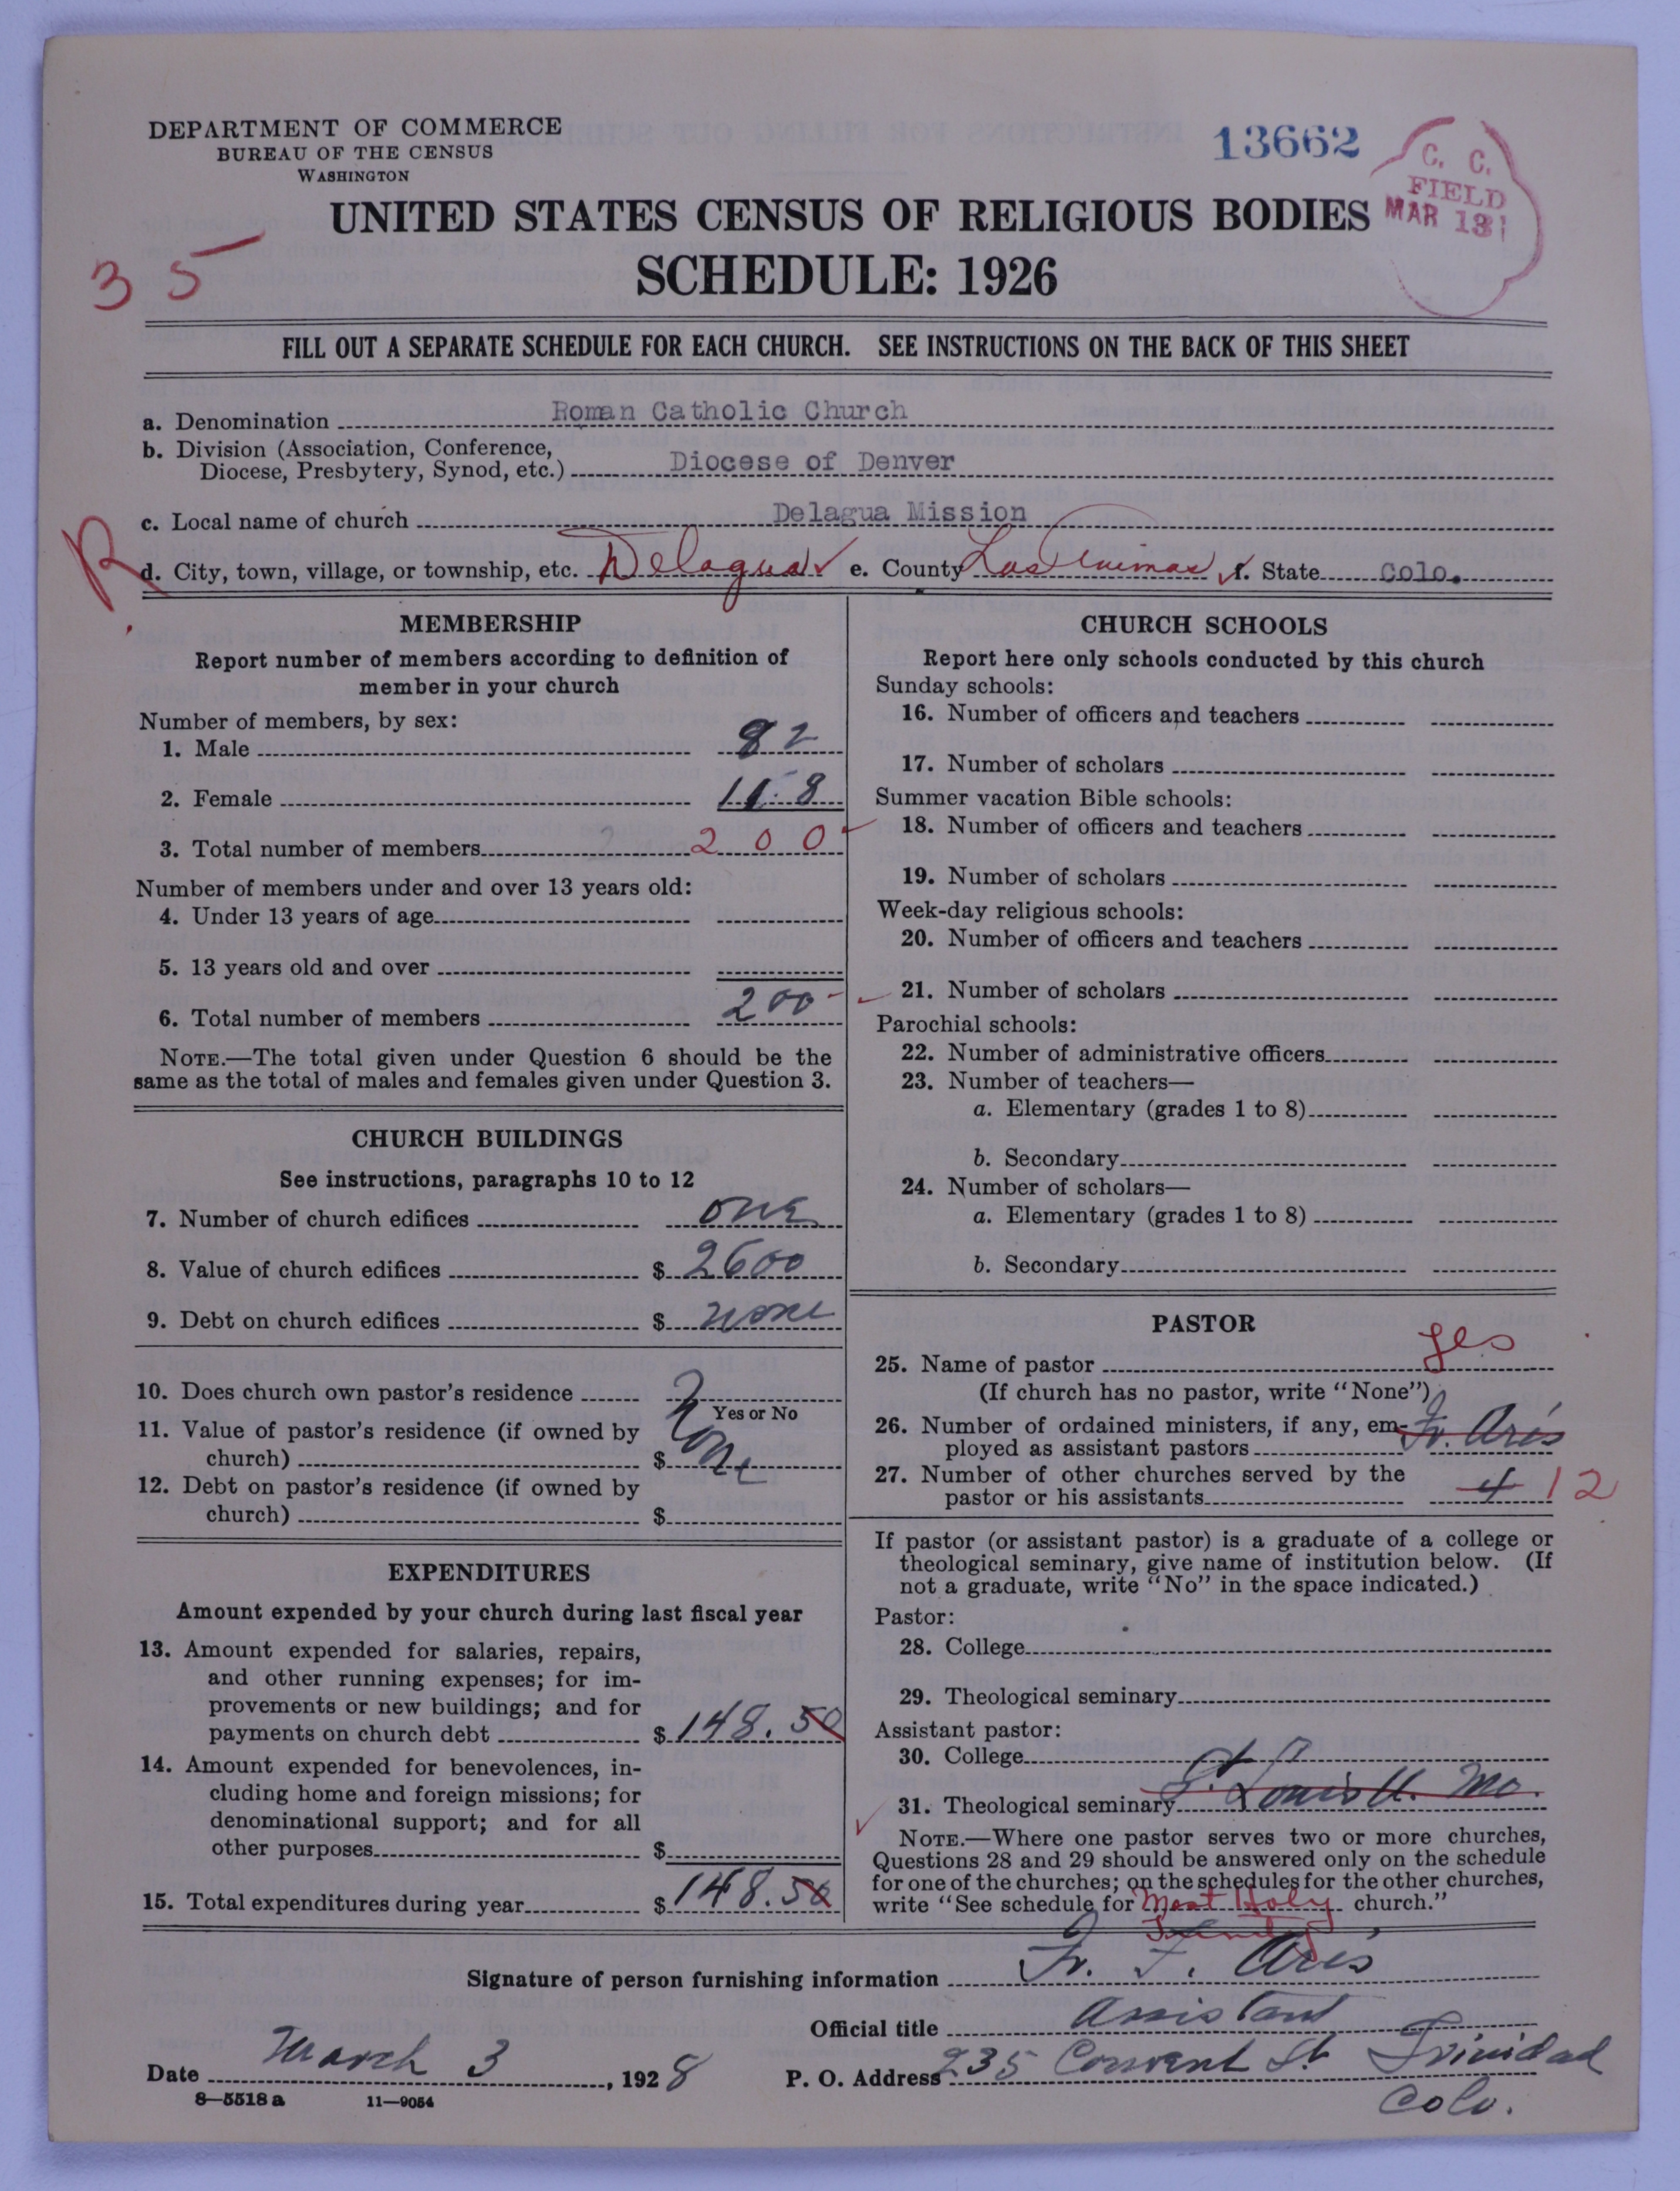 DEPARTMENT OF COMMERCE
BUREAU OF THE CENSUS
WASHINGTON
13662
C. C.
FIELD
MAR 13
UNITED STATES CENSUS OF RELIGIOUS BODIES
SCHEDULE: 1926
35
FILL OUT A SEPARATE SCHEDULE FOR EACH CHURCH. SEE INSTRUCTIONS ON THE BACK OF THIS SHEET
a. Denomination Roman Catholic Church
b. Division (Association, Conference,
Diocese, Presbytery, Synod, etc.) Diocese of Denver
c. Local name of church Delagua Mission
R
d. City, town, village, or township, etc. Delagua ✓ e. County Las Animas ✓ f. State Colo.
MEMBERSHIP
Report number of members according to definition of
member in your church
Number of members, by sex:
1. Male 82
2. Female 118
3. Total number of members 200
Number of members under and over 13 years old:
4. Under 13 years of age
5. 13 years old and over
6. Total number of members 200
NOTE.—The total given under Question 6 should be the
same as the total of males and females given under Question 3.
CHURCH BUILDINGS
See instructions, paragraphs 10 to 12
7. Number of church edifices one
8. Value of church edifices $ 2600
9. Debt on church edifices $ none
10. Does church own pastor's residence
Yes or No
11. Value of pastor's residence (if owned by
church) $ none
12. Debt on pastor's residence (if owned by
church) $
EXPENDITURES
Amount expended by your church during last fiscal year
13. Amount expended for salaries, repairs,
and other running expenses; for im-
provements or new buildings; and for
payments on church debt $ 148.50
14. Amount expended for benevolences, in-
cluding home and foreign missions; for
denominational support; and for all
other purposes $
15. Total expenditures during year $ 148.50
CHURCH SCHOOLS
Report here only schools conducted by this church
Sunday schools:
16. Number of officers and teachers
17. Number of scholars
Summer vacation Bible schools:
18. Number of officers and teachers
19. Number of scholars
Week-day religious schools:
20. Number of officers and teachers
21. Number of scholars
Parochial schools:
22. Number of administrative officers
23. Number of teachers—
a. Elementary (grades 1 to 8)
b. Secondary
24. Number of scholars—
a. Elementary (grades 1 to 8)
b. Secondary
PASTOR
25. Name of pastor yes
(If church has no pastor, write "None")
26. Number of ordained ministers, if any, em-
ployed as assistant pastors Fr. Arés
27. Number of other churches served by the
pastor or his assistants 4 12
If pastor (or assistant pastor) is a graduate of a college or
theological seminary, give name of institution below. (If
not a graduate, write "No" in the space indicated.)
Pastor:
28. College
29. Theological seminary
Assistant pastor:
30. College
31. Theological seminary St. Louis U. Mo.
NOTE.—Where one pastor serves two or more churches,
Questions 28 and 29 should be answered only on the schedule
for one of the churches; on the schedules for the other churches,
write "See schedule for Most Holy church."
Trinity
Signature of person furnishing information Fr. F. Arés
Official title Assistant
Date March 3, 1928 P. O. Address 235 Convent St Trinidad
Colo.
8—5518 a 11—9054